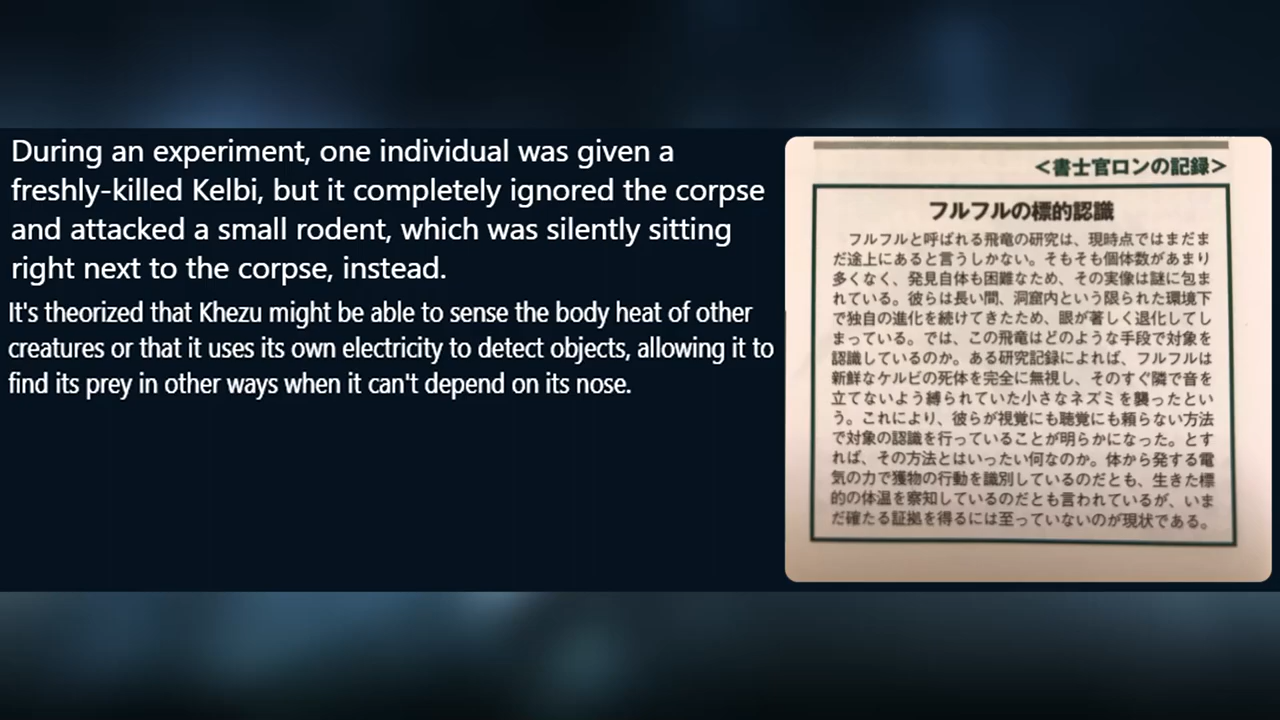 During an experiment, one individual was given a
freshly-killed Kelbi, but it completely ignored the corpse
and attacked a small rodent, which was silently sitting
right next to the corpse, instead.
It's theorized that Khezu might be able to sense the body heat of other
creatures or that it uses its own electricity to detect objects, allowing it to
find its prey in other ways when it can't depend on its nose.
<書士官ロンの記録>
フルフルの標的認識
フルフルと呼ばれる飛竜の研究は、現時点ではまだま
だ途上にあると言うしかない。そもそも個体数があまり
多くなく、発見自体も困難なため、その実像は謎に包ま
れている。彼らは長い間、洞窟内という限られた環境下
で独自の進化を続けてきたため、眼が著しく退化してし
まっている。では、この飛竜はどのような手段で対象を
認識しているのか。ある研究記録によれば、フルフルは
新鮮なケルビの死体を完全に無視し、そのすぐ隣で音を
立てないよう縛られていた小さなネズミを襲ったとい
う。これにより、彼らが視覚にも聴覚にも頼らない方法
で対象の認識を行っていることが明らかになった。とす
れば、その方法とはいったい何なのか。体から発する電
気の力で獲物の行動を識別しているのだとも、生きた標
的の体温を察知しているのだとも言われているが、いま
だ確たる証拠を得るには至っていないのが現状である。